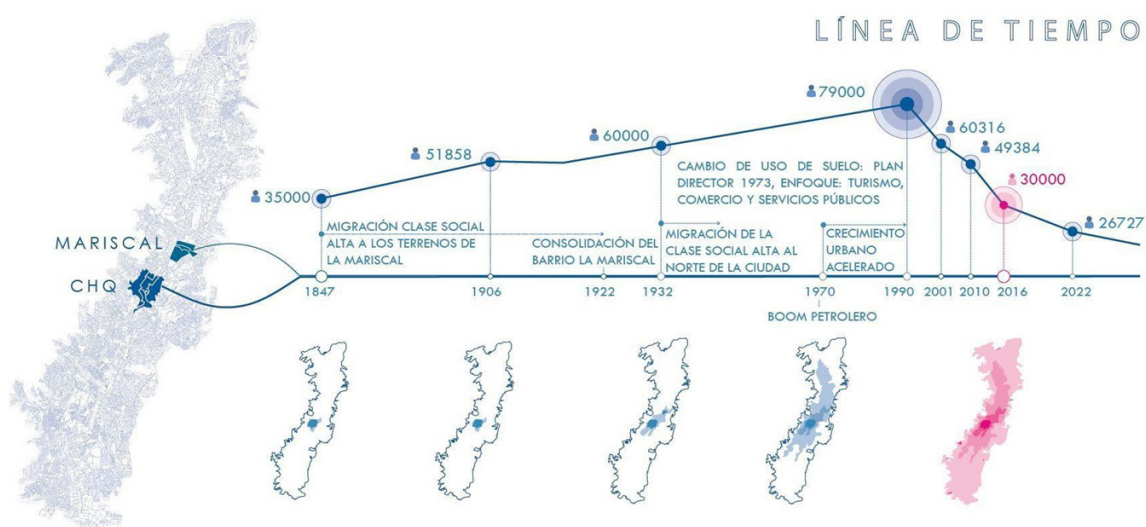 LÍNEA DE TIEMPO
79000
60316
60000
49384
51858
CAMBIO DE USO DE SUELO: PLAN
DIRECTOR 1973, ENFOQUE: TURISMO,
COMERCIO Y SERVICIOS PÚBLICOS
30000
35000
26727
MIGRACIÓN CLASE SOCIAL
ALTA A LOS TERRENOS DE
LA MARISCAL
CONSOLIDACIÓN DEL
BARRIO LA MARISCAL
MIGRACIÓN DE LA
CLASE SOCIAL ALTA AL
NORTE DE LA CIUDAD
CRECIMIENTO
URBANO
ACELERADO
MARISCAL
CHQ
1847
1906
1922
1932
1970
1990
2001
2010
2016
2022
BOOM PETROLERO